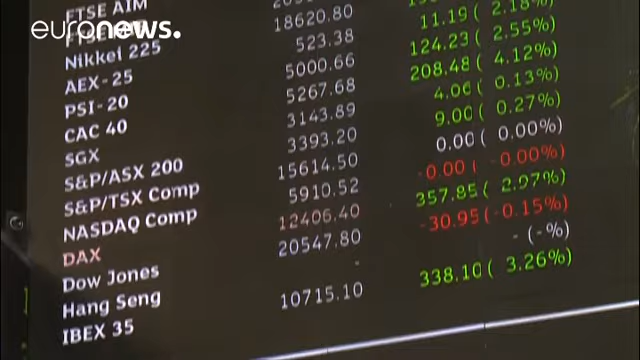 euronews.
FTSE AIM
Nikkei 225 18620.80
AEX-25 523.38 11.19 ( 2.18%)
PSI-20 5000.66 124.23 ( 2.55%)
CAC 40 5267.68 208.48 ( 4.12%)
SGX 3143.89 4.06 ( 0.13%)
S&P/ASX 200 3393.20 9.00 ( 0.27%)
S&P/TSX Comp 15614.50 0.00 ( 0.00%)
NASDAQ Comp 5910.52 -0.00 ( -0.00%)
DAX 12406.40 357.85 ( 2.97%)
Dow Jones 20547.80 -30.95 (-0.15%)
Hang Seng - - (-%)
IBEX 35 10715.10 338.10 ( 3.26%)